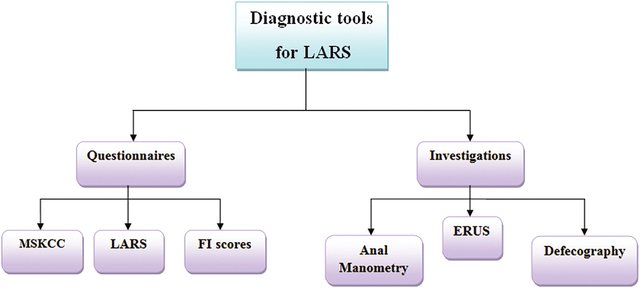 Diagnostic tools
for LARS
Questionnaires
Investigations
MSKCC
LARS
FI scores
Anal
Manometry
ERUS
Defecography